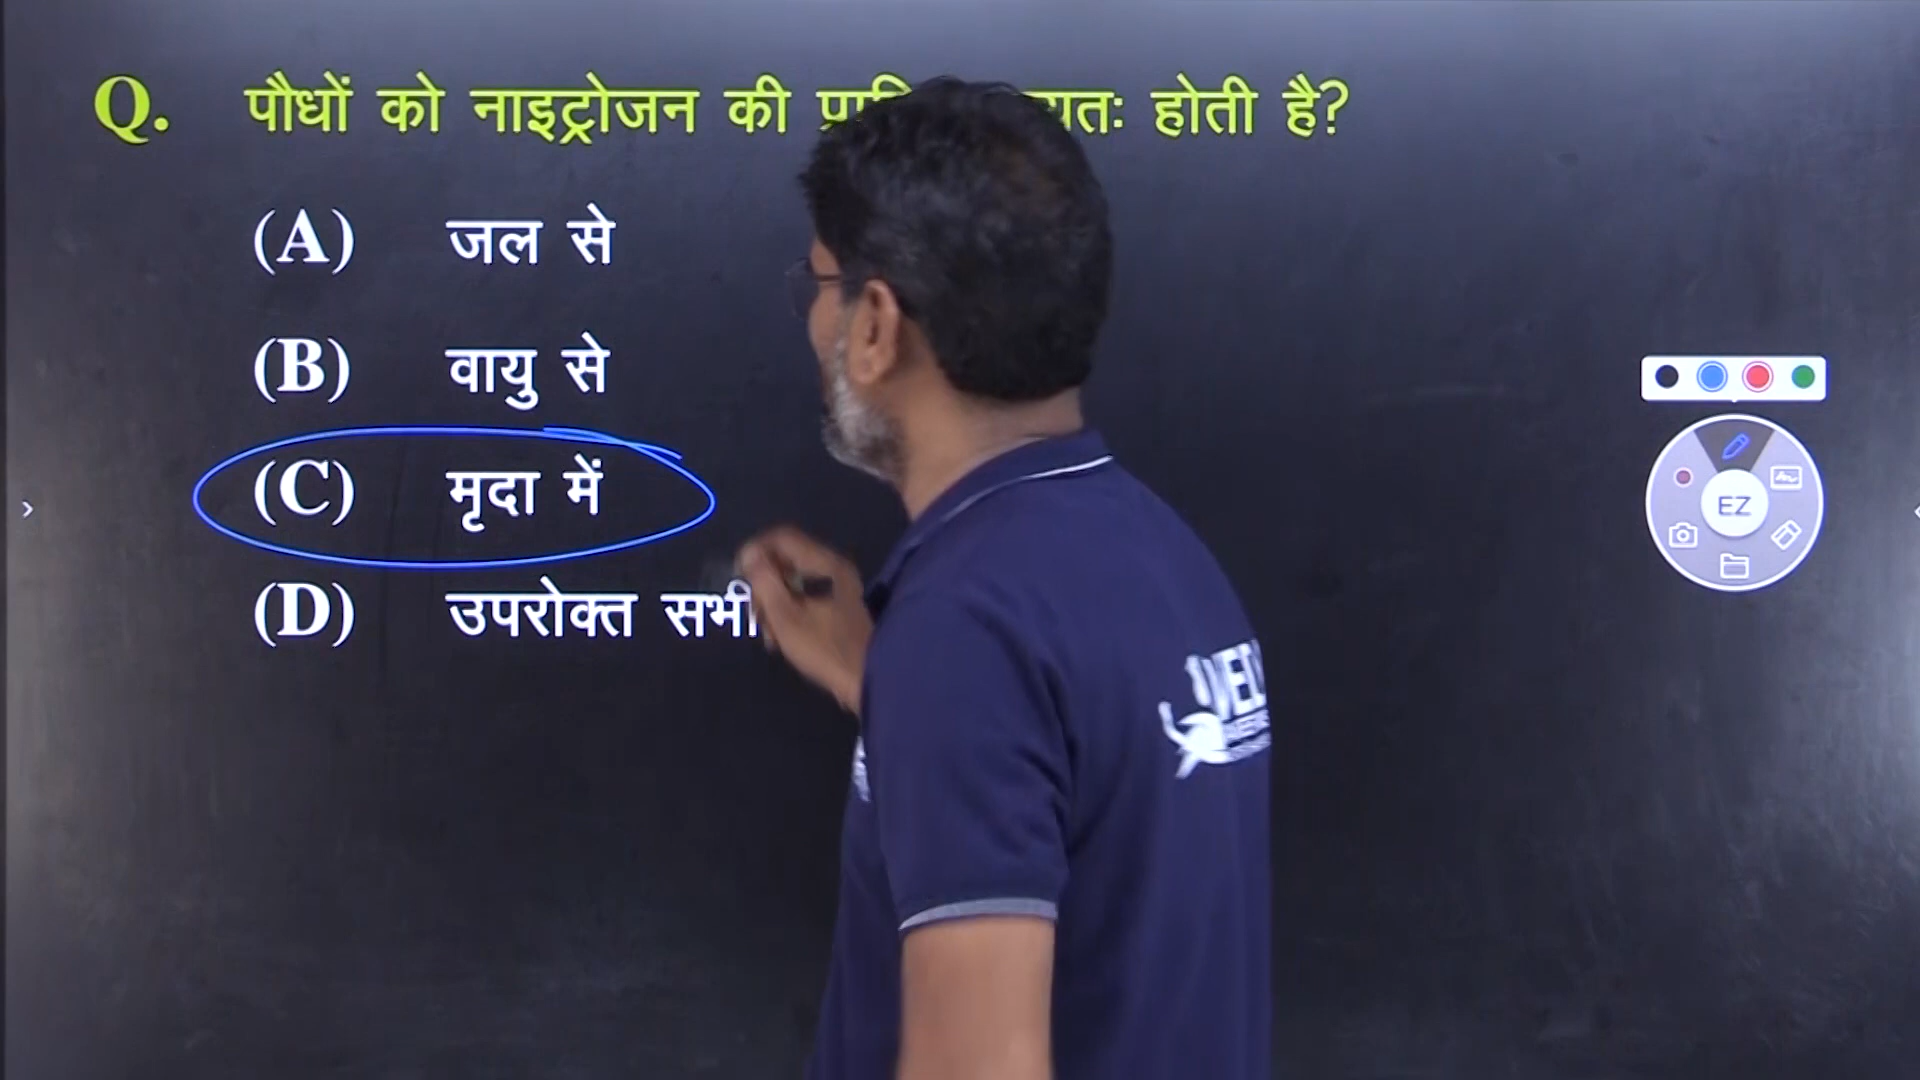 Q. पौधों को नाइट्रोजन की होती है?
(A) जल से
(B) वायु से
(C) मृदा में
(D) उपरोक्त सभी
EZ